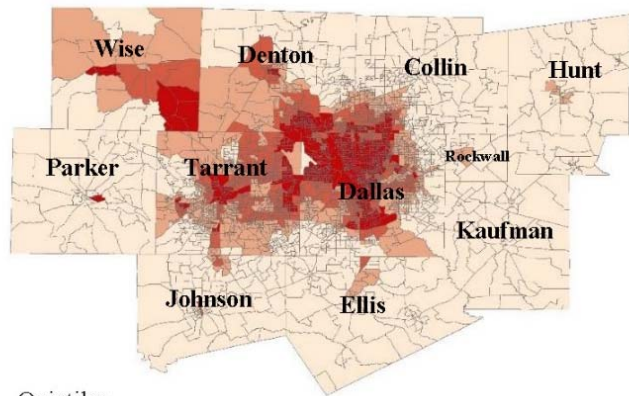 Wise
Denton
Collin
Hunt
Parker
Tarrant
Rockwall
Dallas
Kaufman
Johnson
Ellis